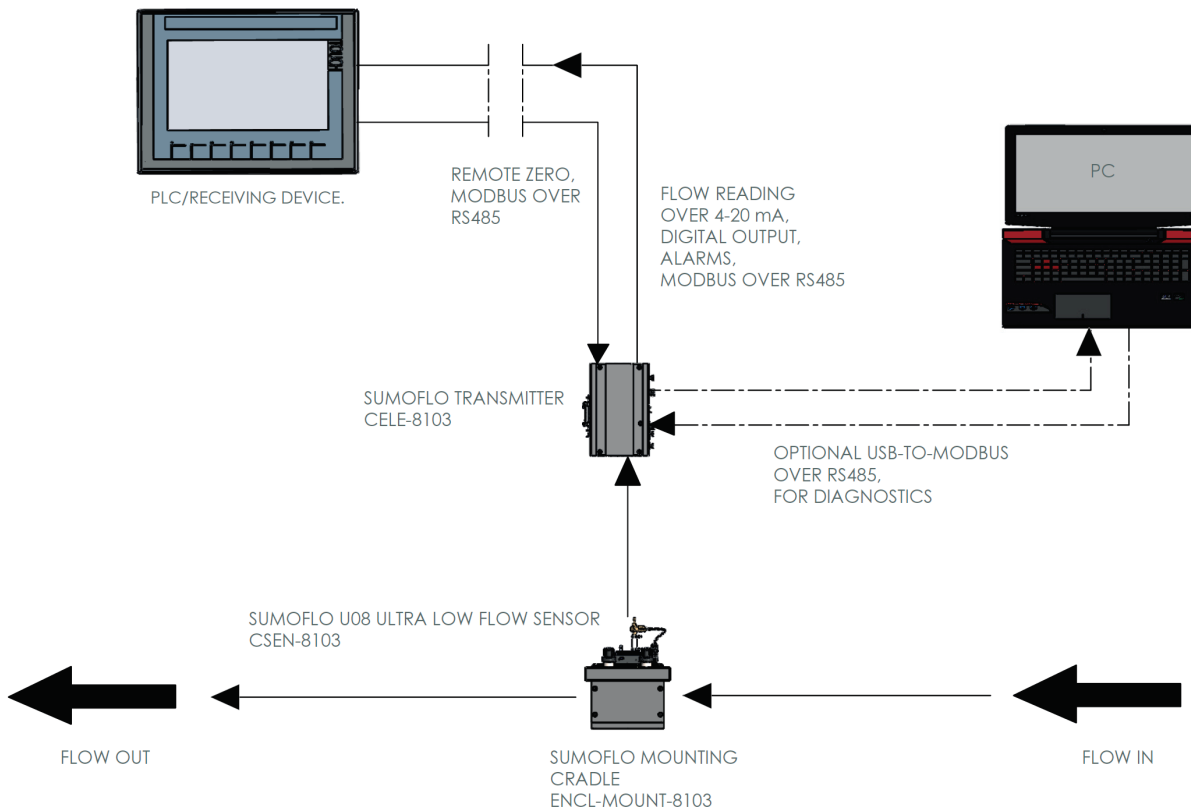 PLC/RECEIVING DEVICE.
REMOTE ZERO,
MODBUS OVER
RS485
FLOW READING
OVER 4-20 mA,
DIGITAL OUTPUT,
ALARMS,
MODBUS OVER RS485
PC
SUMOFLO TRANSMITTER
CELE-8103
OPTIONAL USB-TO-MODBUS
OVER RS485,
FOR DIAGNOSTICS
SUMOFLO U08 ULTRA LOW FLOW SENSOR
CSEN-8103
FLOW OUT
SUMOFLO MOUNTING
CRADLE
ENCL-MOUNT-8103
FLOW IN